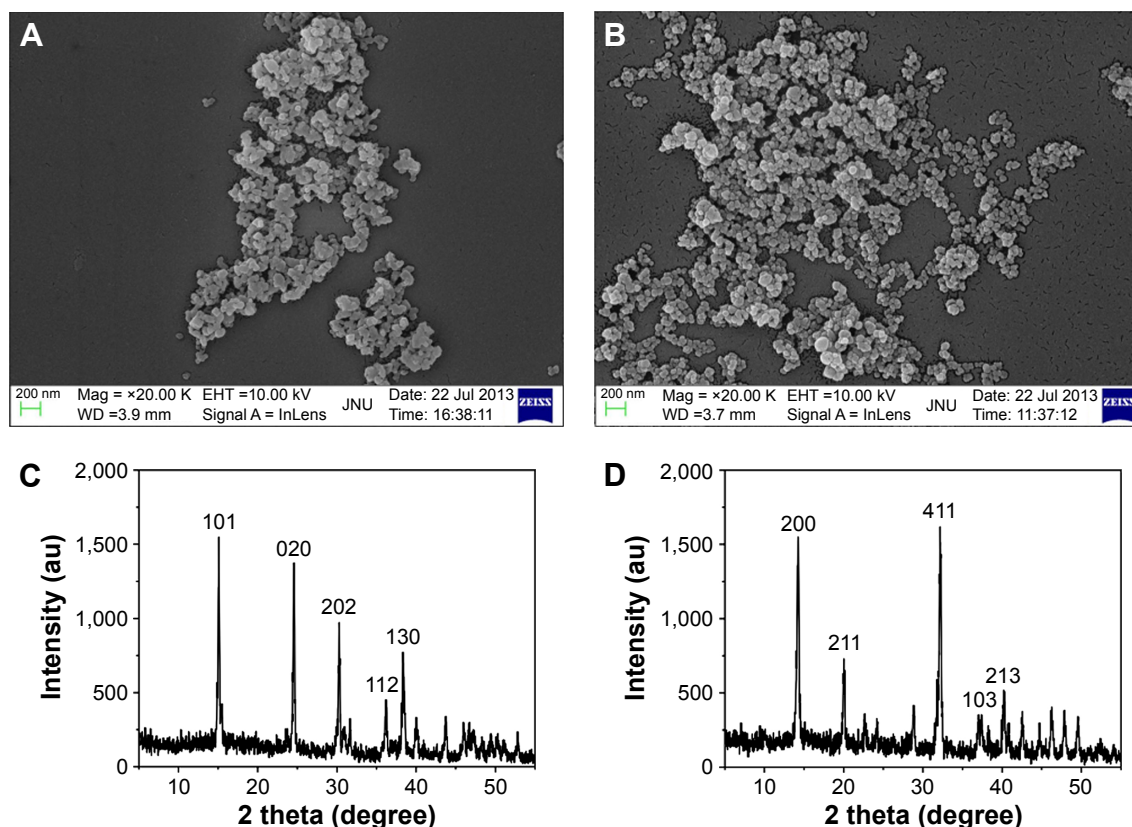 A
200 nm
Mag = ×20.00 K EHT =10.00 kV
WD =3.9 mm Signal A = InLens
JNU
Date: 22 Jul 2013
Time: 16:38:11
ZEISS
B
200 nm
Mag = ×20.00 K EHT =10.00 kV
WD =3.7 mm Signal A = InLens
JNU
Date: 22 Jul 2013
Time: 11:37:12
ZEISS
C
Intensity (au)
2,000
1,500
1,000
500
0
101
020
202
112
130
10 20 30 40 50
2 theta (degree)
D
Intensity (au)
2,000
1,500
1,000
500
0
200
211
411
103
213
10 20 30 40 50
2 theta (degree)